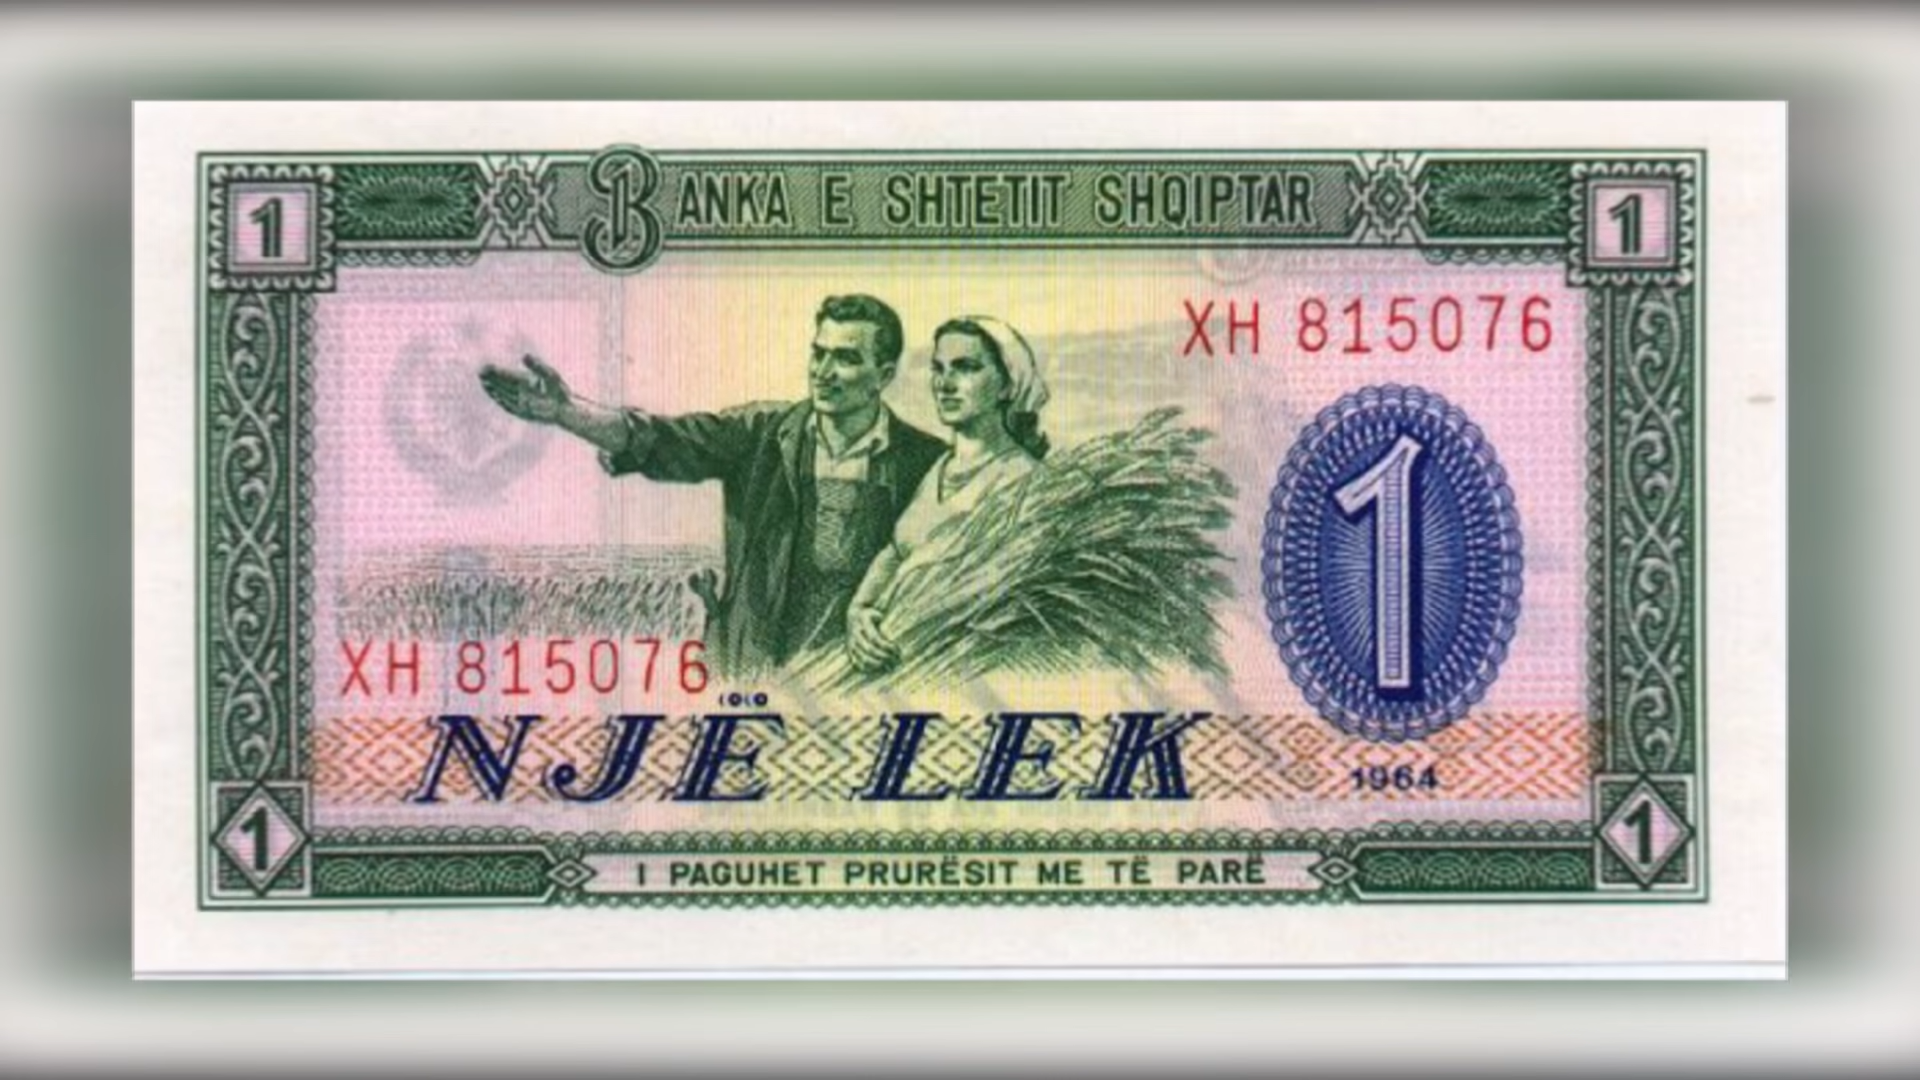 1 BANKA E SHTETIT SHQIPTAR 1
XH 815076
1
XH 815076
NJË LEK
1964
1 I PAGUHET PRURËSIT ME TË PARË 1